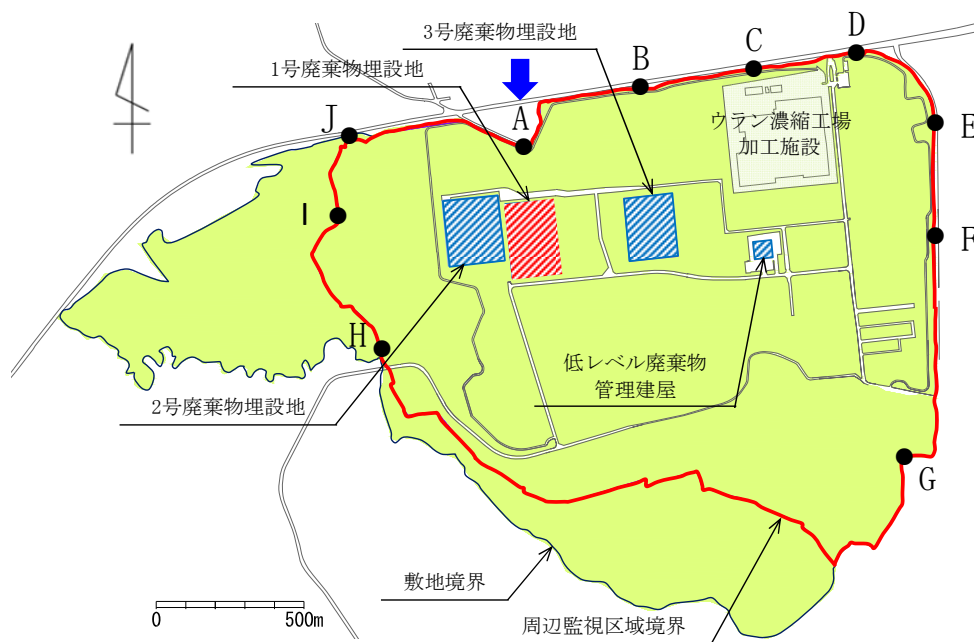 3号廃棄物埋設地
1号廃棄物埋設地
D
C
B
A
J
ウラン濃縮工場
加工施設
E
I
F
H
低レベル廃棄物
管理建屋
2号廃棄物埋設地
G
敷地境界
周辺監視区域境界
0 500m